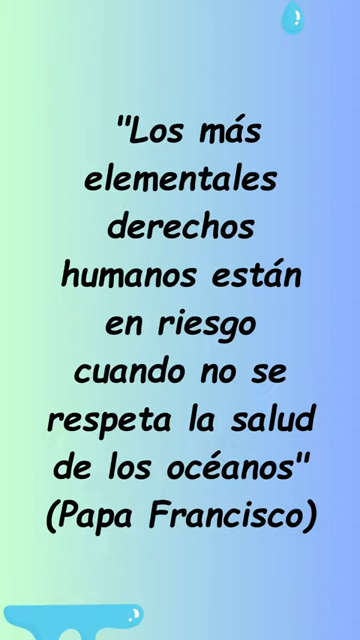 "Los más
elementales
derechos
humanos están
en riesgo
cuando no se
respeta la salud
de los océanos"
(Papa Francisco)